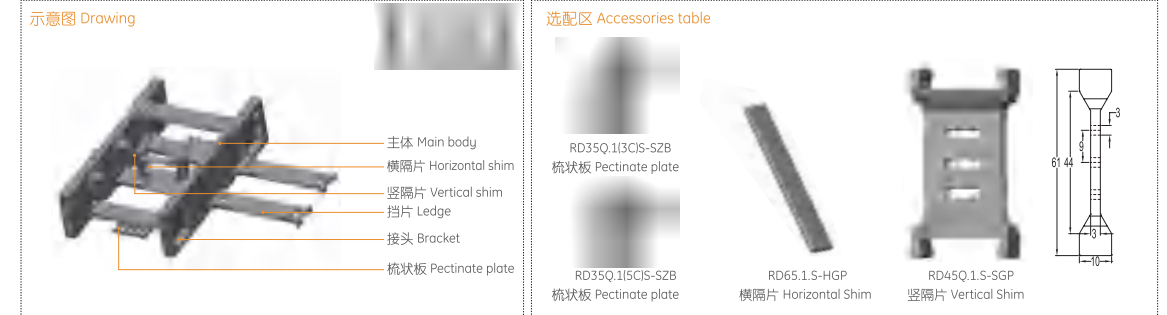 示意图 Drawing
主体 Main body
横隔片 Horizontal shim
竖隔片 Vertical shim
挡片 Ledge
接头 Bracket
梳状板 Pectinate plate
选配区 Accessories table
RD35Q.1(3C)S-SZB
梳状板 Pectinate plate
RD35Q.1(5C)S-SZB
梳状板 Pectinate plate
RD65.1.S-HGP
横隔片 Horizontal Shim
RD45Q.1.S-SGP
竖隔片 Vertical Shim
3
9
61
44
3
10